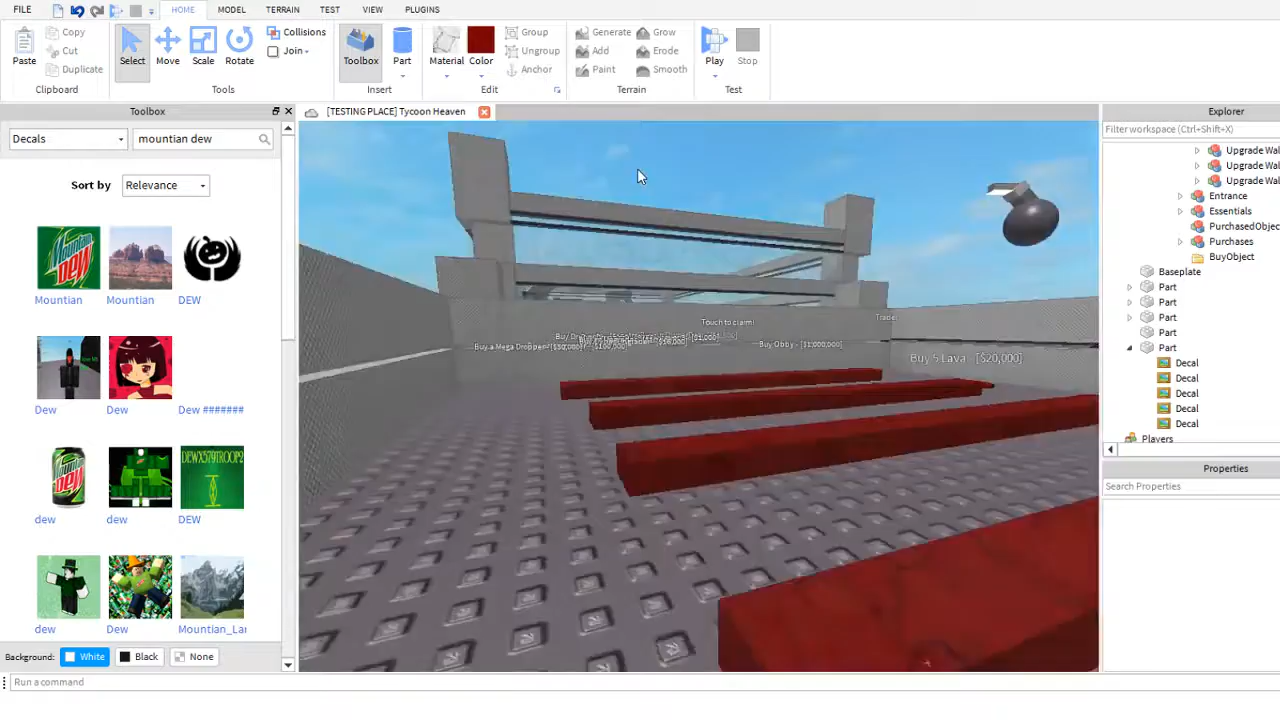 FILE HOME MODEL TERRAIN TEST VIEW PLUGINS
Paste Copy Cut Duplicate Clipboard
Select Move Scale Rotate Collisions Join Tools
Toolbox Part Insert
Material Color Group Ungroup Anchor Edit
Generate Grow Add Erode Paint Smooth Terrain
Play Stop Test
Toolbox
[TESTING PLACE] Tycoon Heaven
Explorer
Decals mountian dew
Filter workspace (Ctrl+Shift+X)
Sort by Relevance
Upgrade Wal
Upgrade Wal
Upgrade Wal
Entrance
Essentials
PurchasedObjec
Purchases
BuyObject
Baseplate
Part
Part
Part
Part
Part
Decal
Decal
Decal
Decal
Decal
Players
Properties
Search Properties
Mountian Mountian DEW
Dew Dew Dew #######
DEWX579TROOP2
dew dew DEW
dew Dew Mountian_Lar
Touch to claim!
Buy a Mega Dropper
Buy Obby - [$1,000,000]
Buy 5 Lava - [$20,000]
Background: White Black None
Run a command